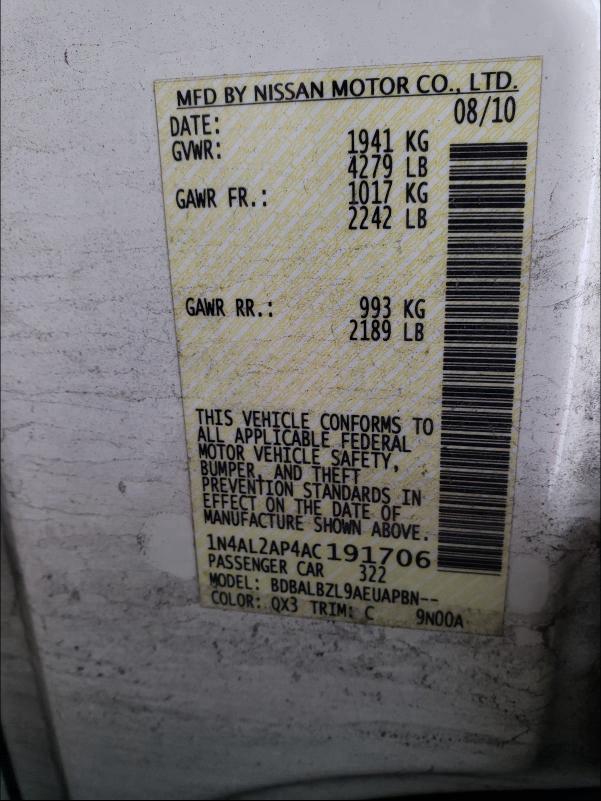 MFD BY NISSAN MOTOR CO., LTD.
DATE: 08/10
GVWR: 1941 KG
4279 LB
GAWR FR.: 1017 KG
2242 LB
GAWR RR.: 993 KG
2189 LB
THIS VEHICLE CONFORMS TO
ALL APPLICABLE FEDERAL
MOTOR VEHICLE SAFETY,
BUMPER, AND THEFT
PREVENTION STANDARDS IN
EFFECT ON THE DATE OF
MANUFACTURE SHOWN ABOVE.
1N4AL2AP4AC191706
PASSENGER CAR 322
MODEL: BDBALBZL9AEUAPBN--
COLOR: QX3 TRIM: C 9N00A